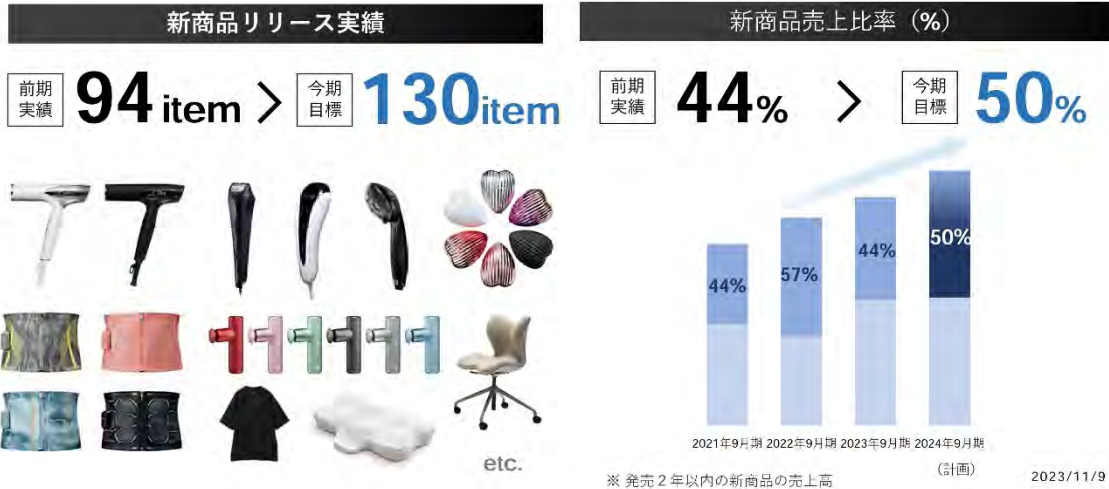 新商品リリース実績
前期
実績
94 item
>
今期
目標
130item
etc.
新商品売上比率（%）
前期
実績
44%
>
今期
目標
50%
44%
57%
44%
50%
2021年9月期 2022年9月期 2023年9月期 2024年9月期
（計画）
※ 発売２年以内の新商品の売上高
2023/11/9